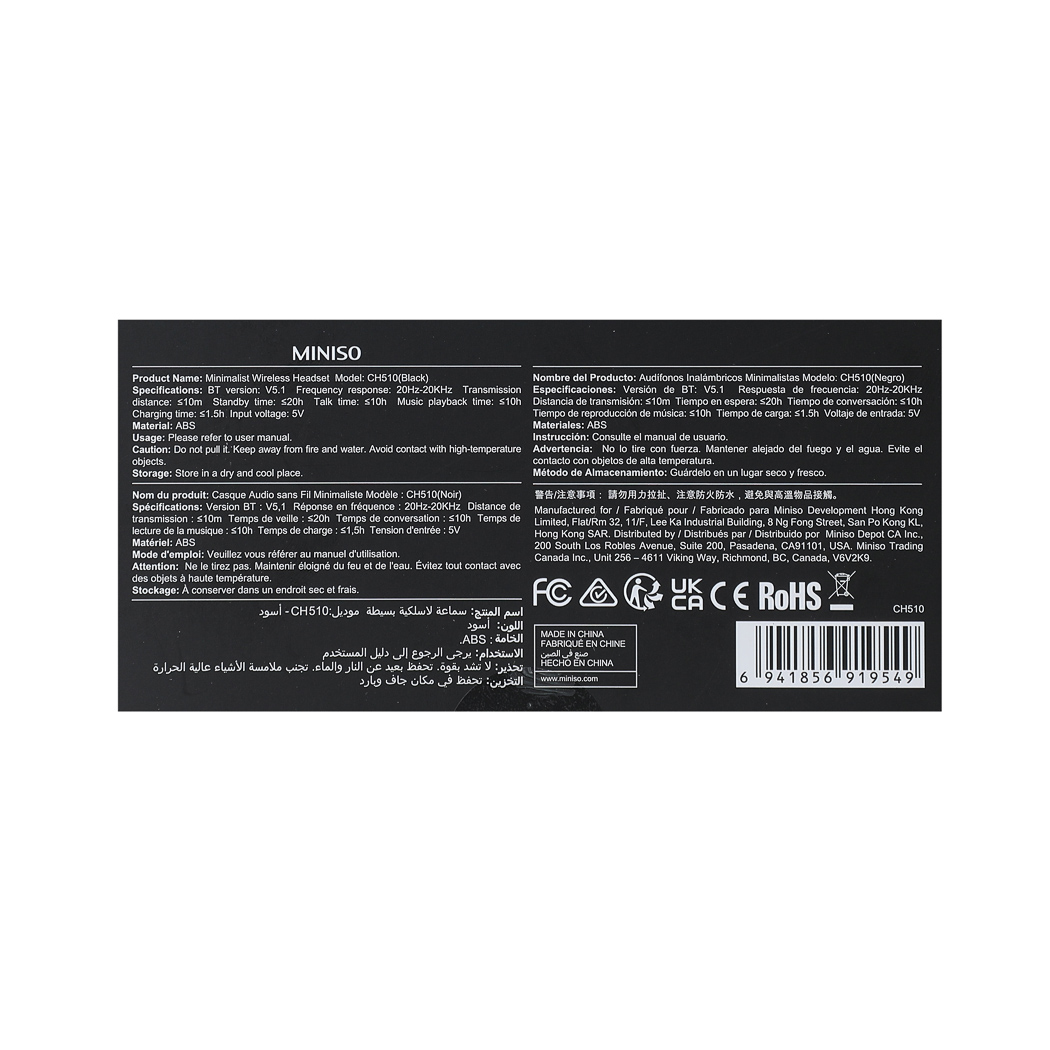 MINISO
Product Name: Minimalist Wireless Headset Model: CH510(Black)
Specifications: BT version: V5.1 Frequency response: 20Hz-20KHz Transmission
distance: ≤10m Standby time: ≤20h Talk time: ≤10h Music playback time: ≤10h
Charging time: ≤1.5h Input voltage: 5V
Material: ABS
Usage: Please refer to user manual.
Caution: Do not pull it. Keep away from fire and water. Avoid contact with high-temperature
objects.
Storage: Store in a dry and cool place.
Nom du produit: Casque Audio sans Fil Minimaliste Modèle : CH510(Noir)
Spécifications: Version BT : V5,1 Réponse en fréquence : 20Hz-20KHz Distance de
transmission : ≤10m Temps de veille : ≤20h Temps de conversation : ≤10h Temps de
lecture de la musique : ≤10h Temps de charge : ≤1,5h Tension d'entrée : 5V
Matériel: ABS
Mode d'emploi: Veuillez vous référer au manuel d'utilisation.
Attention: Ne le tirez pas. Maintenir éloigné du feu et de l'eau. Évitez tout contact avec
des objets à haute température.
Stockage: À conserver dans un endroit sec et frais.
اسم المنتج: سماعة لاسلكية بسيطة موديل:CH510 - أسود
اللون: أسود
الخامة: ABS.
الاستخدام: يرجى الرجوع إلى دليل المستخدم
تحذير: لا تشد بقوة. تحفظ بعيد عن النار والماء. تجنب ملامسة الأشياء عالية الحرارة
التخزين: تحفظ في مكان جاف وبارد
Nombre del Producto: Audífonos Inalámbricos Minimalistas Modelo: CH510(Negro)
Especificaciones: Versión de BT: V5.1 Respuesta de frecuencia: 20Hz-20KHz
Distancia de transmisión: ≤10m Tiempo en espera: ≤20h Tiempo de conversación: ≤10h
Tiempo de reproducción de música: ≤10h Tiempo de carga: ≤1.5h Voltaje de entrada: 5V
Materiales: ABS
Instrucción: Consulte el manual de usuario.
Advertencia: No lo tire con fuerza. Mantener alejado del fuego y el agua. Evite el
contacto con objetos de alta temperatura.
Método de Almacenamiento: Guárdelo en un lugar seco y fresco.
警告/注意事項：請勿用力拉扯、注意防火防水，避免與高溫物品接觸。
Manufactured for / Fabriqué pour / Fabricado para Miniso Development Hong Kong
Limited, Flat/Rm 32, 11/F, Lee Ka Industrial Building, 8 Ng Fong Street, San Po Kong KL,
Hong Kong SAR. Distributed by / Distribués par / Distribuido por Miniso Depot CA Inc.,
200 South Los Robles Avenue, Suite 200, Pasadena, CA91101, USA. Miniso Trading
Canada Inc., Unit 256 – 4611 Viking Way, Richmond, BC, Canada, V6V2K9.
FC UK CA CE RoHS
CH510
MADE IN CHINA
FABRIQUÉ EN CHINE
صنع في الصين
HECHO EN CHINA
www.miniso.com
6 941856 919549